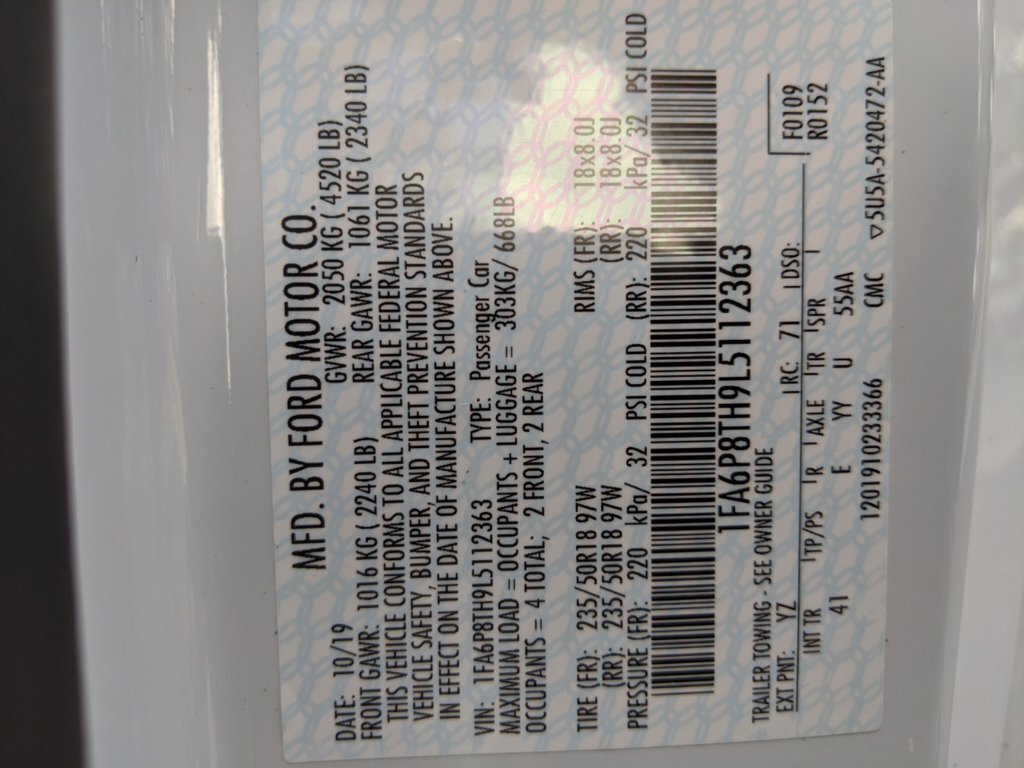 MFD. BY FORD MOTOR CO.
DATE: 10/19 GVWR: 2050 KG ( 4520 LB)
FRONT GAWR: 1016 KG ( 2240 LB) REAR GAWR: 1061 KG ( 2340 LB)
THIS VEHICLE CONFORMS TO ALL APPLICABLE FEDERAL MOTOR
VEHICLE SAFETY, BUMPER, AND THEFT PREVENTION STANDARDS
IN EFFECT ON THE DATE OF MANUFACTURE SHOWN ABOVE.
VIN: 1FA6P8TH9L5112363 TYPE: Passenger Car
MAXIMUM LOAD = OCCUPANTS + LUGGAGE = 303KG/ 668LB
OCCUPANTS = 4 TOTAL; 2 FRONT, 2 REAR
TIRE (FR): 235/50R18 97W RIMS (FR): 18x8.0J
(RR): 235/50R18 97W (RR): 18x8.0J
PRESSURE (FR): 220 kPa/ 32 PSI COLD (RR): 220 kPa/ 32 PSI COLD
1FA6P8TH9L5112363
TRAILER TOWING - SEE OWNER GUIDE
EXT PNT: YZ RC: 71 DSO: F0109
INT TR TP/PS R AXLE TR SPR R0152
41 E YY U 55AA
1201910233366 CMC ▽5U5A-54204​72-AA